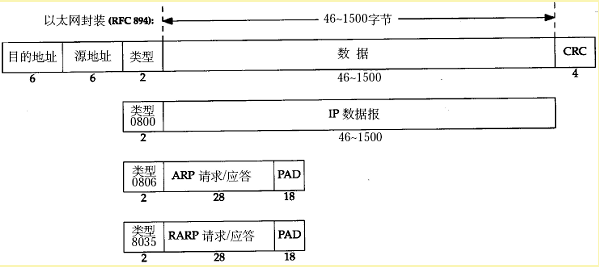 以太网封装 (RFC 894): 46~1500字节
目的地址 源地址 类型 数 据 CRC
6 6 2 46~1500 4
类型 0800 IP 数据报
2 46~1500
类型 0806 ARP 请求/应答 PAD
2 28 18
类型 8035 RARP 请求/应答 PAD
2 28 18